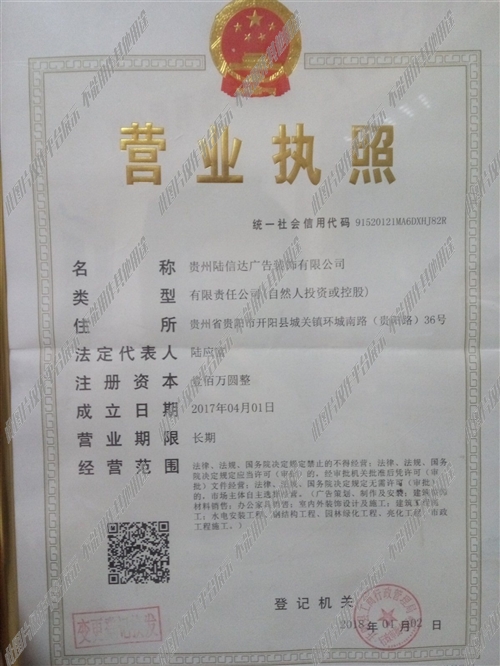 营业执照
统一社会信用代码 91520121MA6DXHJ82R
名称 贵州陆信达广告装饰有限公司
类型 有限责任公司(自然人投资或控股)
住所 贵州省贵阳市开阳县城关镇环城南路（贵开路）36号
法定代表人 陆应富
注册资本 壹佰万圆整
成立日期 2017年04月01日
营业期限 长期
经营范围 法律、法规、国务院决定规定禁止的不得经营；法律、法规、国务
院决定规定应当许可（审批）的，经审批机关批准后凭许可（审
批）文件经营；法律、法规、国务院决定规定无需许可（审批）
的，市场主体自主选择经营。（广告策划、制作及安装；建筑装饰
材料销售；办公家具销售；室内外装饰设计及施工；建筑工程施
工；水电安装工程，钢结构工程、园林绿化工程、亮化工程、市政
工程施工。）
登记机关
2018年01月02日